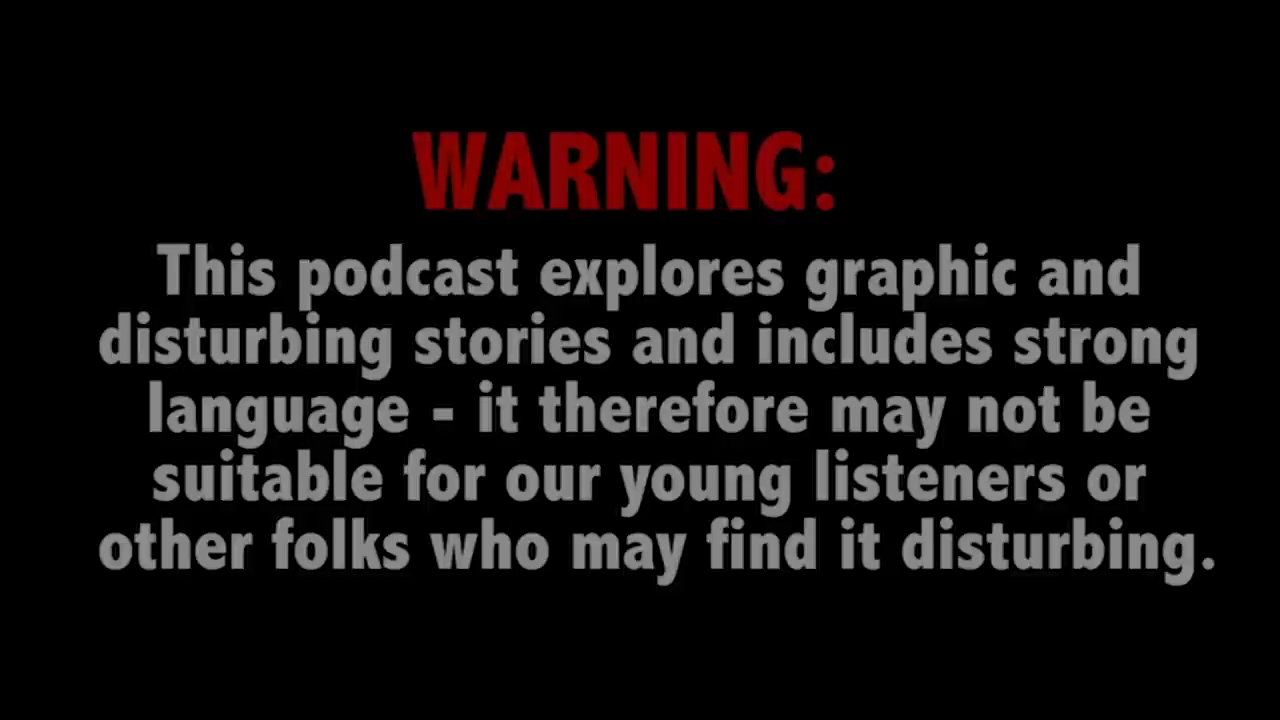 WARNING:
This podcast explores graphic and
disturbing stories and includes strong
language - it therefore may not be
suitable for our young listeners or
other folks who may find it disturbing.